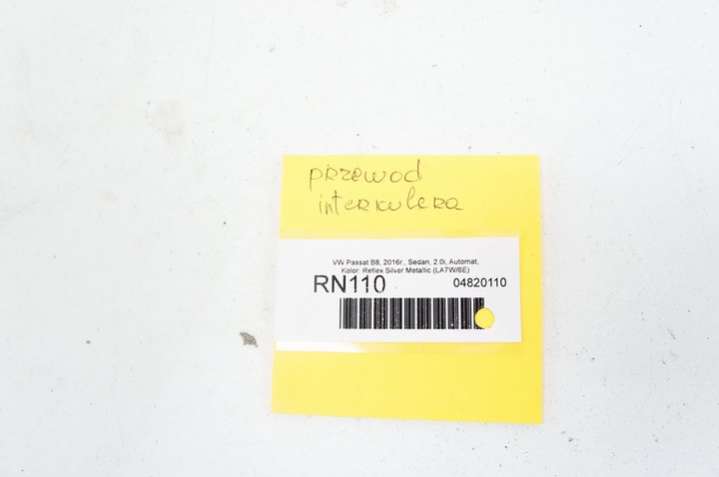 przewod
interkulera
VW Passat B8, 2016r., Sedan, 2.0i, Automat,
Kolor: Reflex Silver Metallic (LA7W/8E)
RN110 04820110